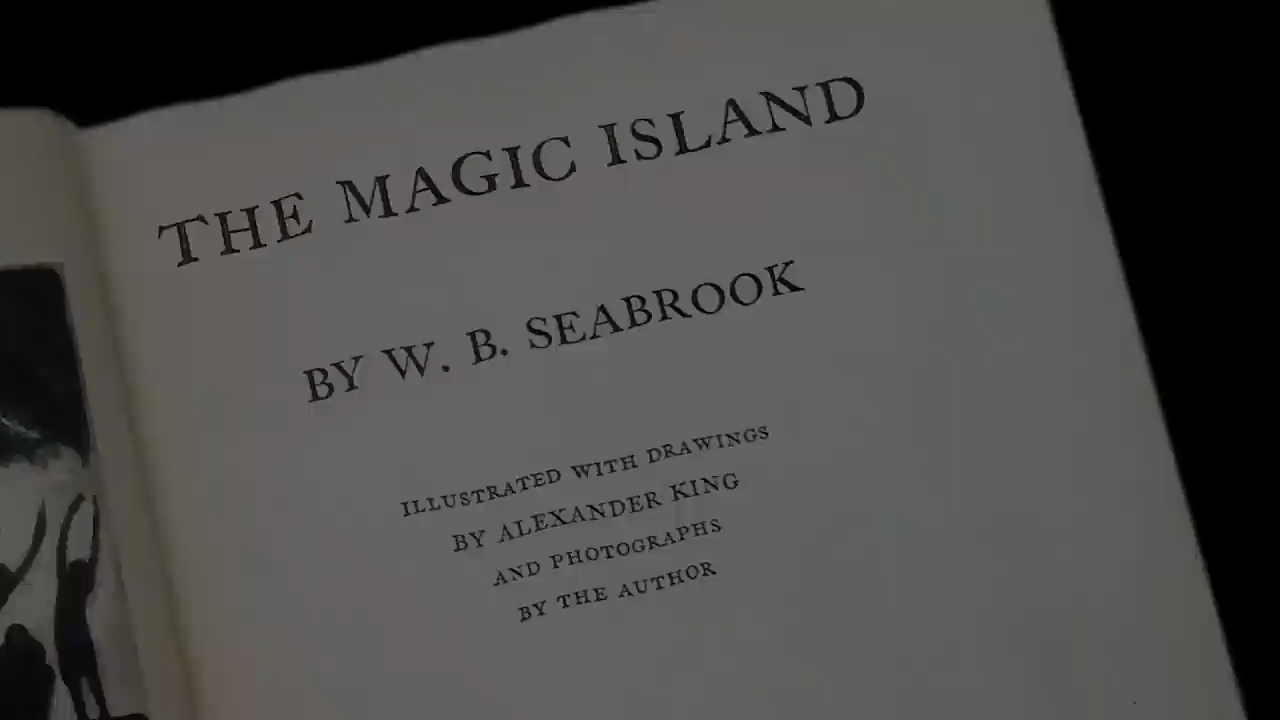 THE MAGIC ISLAND
BY W. B. SEABROOK
ILLUSTRATED WITH DRAWINGS
BY ALEXANDER KING
AND PHOTOGRAPHS
BY THE AUTHOR